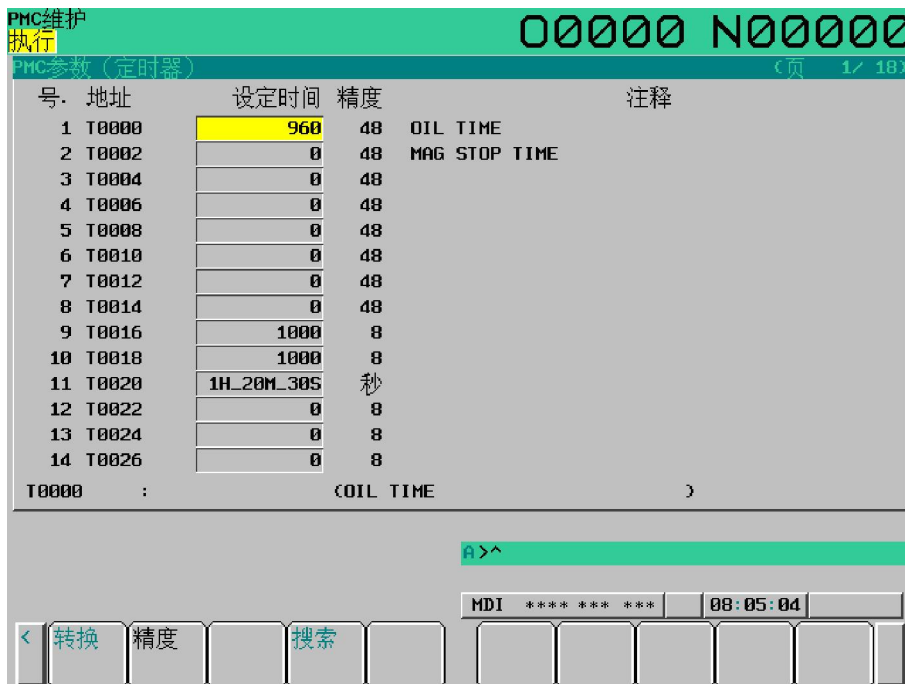 PMC维护
执行
O0000 N00000
PMC参数（定时器） (页 1/ 18)
号. 地址 设定时间 精度 注释
1 T0000 960 48 OIL TIME
2 T0002 0 48 MAG STOP TIME
3 T0004 0 48
4 T0006 0 48
5 T0008 0 48
6 T0010 0 48
7 T0012 0 48
8 T0014 0 48
9 T0016 1000 8
10 T0018 1000 8
11 T0020 1H_20M_30S 秒
12 T0022 0 8
13 T0024 0 8
14 T0026 0 8
T0000 : (OIL TIME )
A>^
MDI **** *** *** 08:05:04
< 转换 精度 搜索